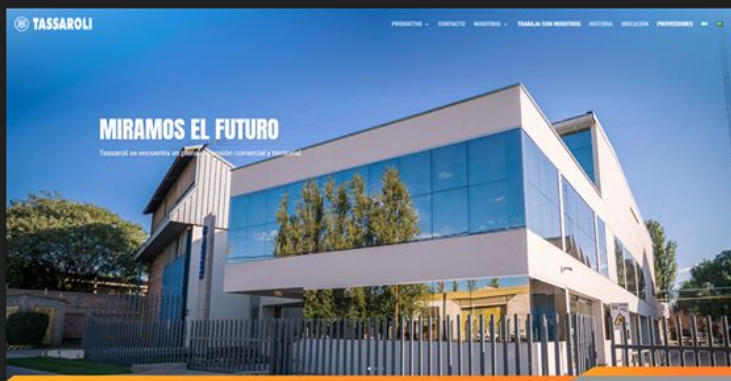 TASSAROLI
PRODUCTOS CONTACTO NOSOTROS TRABAJA CON NOSOTROS HISTORIA UBICACIÓN PROVEEDORES
MIRAMOS EL FUTURO
Tassaroli se encuentra en plena expansión comercial y territorial.